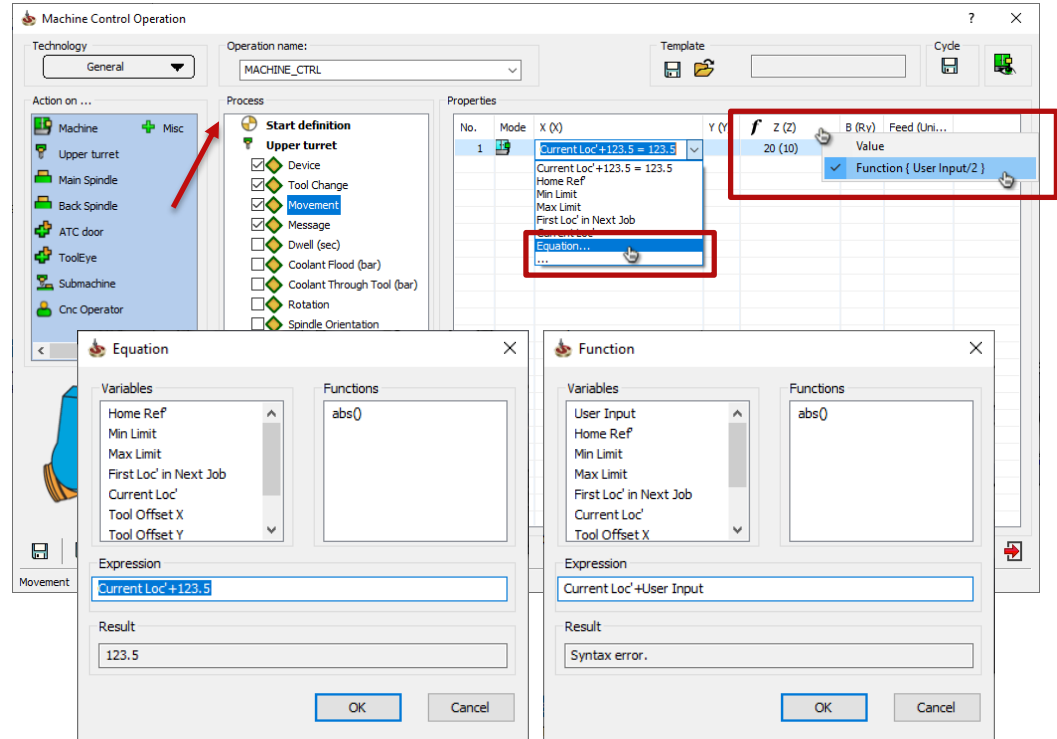 Machine Control Operation
?
Technology
General
Operation name:
MACHINE_CTRL
Template
Cycle
Action on ...
Machine
Misc
Upper turret
Main Spindle
Back Spindle
ATC door
ToolEye
Submachine
Cnc Operator
Process
Start definition
Upper turret
Device
Tool Change
Movement
Message
Dwell (sec)
Coolant Flood (bar)
Coolant Through Tool (bar)
Rotation
Spindle Orientation
Properties
No. Mode X (X) Y (Y f Z (Z) B (Ry) Feed (Uni...
1 Current Loc'+123.5 = 123.5 20 (10)
Value
Function { User Input/2 }
Current Loc'+123.5 = 123.5
Home Ref'
Min Limit
Max Limit
First Loc' in Next Job
Current Loc'
Equation...
...
Movement
Equation
Variables
Home Ref'
Min Limit
Max Limit
First Loc' in Next Job
Current Loc'
Tool Offset X
Tool Offset Y
Functions
abs()
Expression
Current Loc'+123.5
Result
123.5
OK Cancel
Function
Variables
User Input
Home Ref'
Min Limit
Max Limit
First Loc' in Next Job
Current Loc'
Tool Offset X
Functions
abs()
Expression
Current Loc'+User Input
Result
Syntax error.
OK Cancel